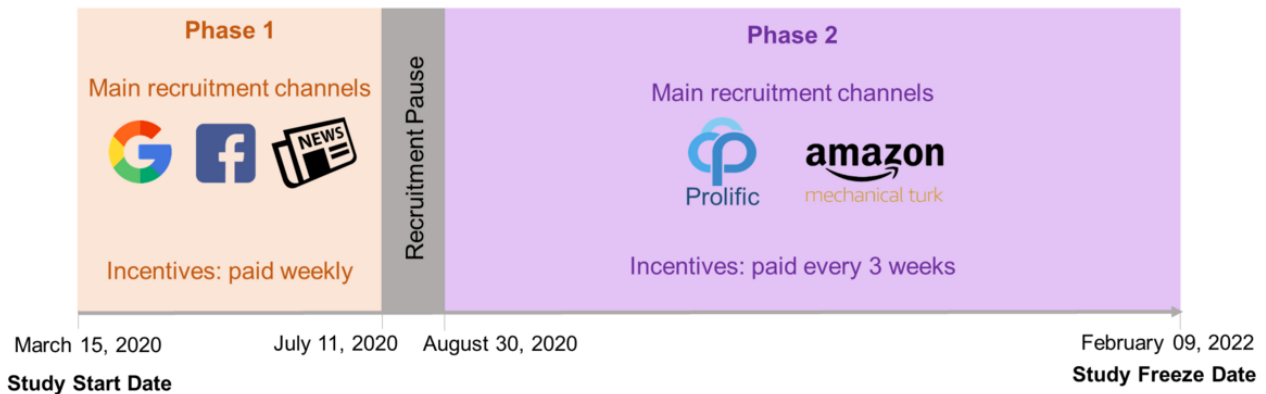 Phase 1
Main recruitment channels
NEWS
Incentives: paid weekly
Recruitment Pause
Phase 2
Main recruitment channels
Prolific
amazon
mechanical turk
Incentives: paid every 3 weeks
March 15, 2020
July 11, 2020
August 30, 2020
February 09, 2022
Study Start Date
Study Freeze Date